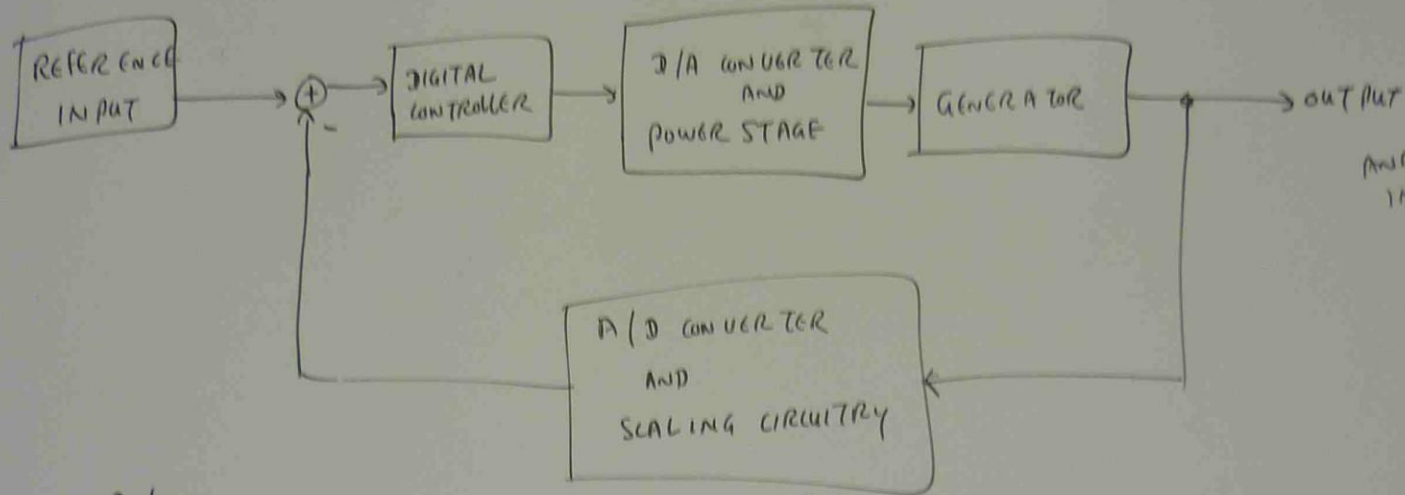 REFERENCE
INPUT
+
-
DIGITAL
CONTROLLER
D/A CONVERTER
AND
POWER STAGE
GENERATOR
OUTPUT
A/D CONVERTER
AND
SCALING CIRCUITRY